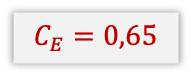 C_E = 0,65